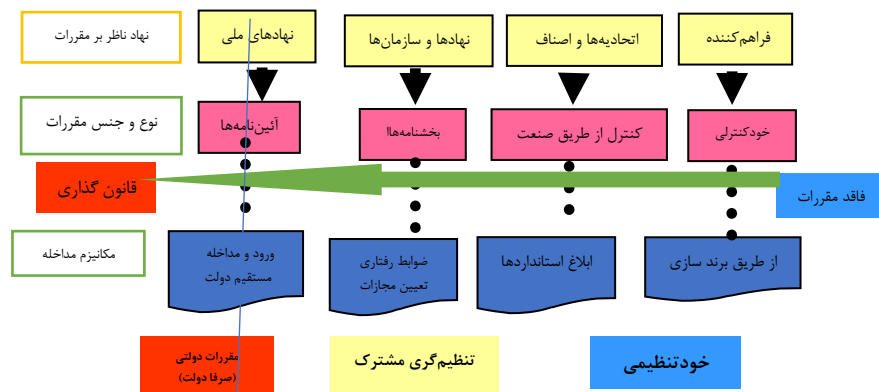 نهاد ناظر بر مقررات
نهادهای ملی
نهادها و سازمان‌ها
اتحادیه‌ها و اصناف
فراهم‌کننده
نوع و جنس مقررات
آئین‌نامه‌ها
بخشنامه‌هاا
کنترل از طریق صنعت
خودکنترلی
قانون گذاری
فاقد مقررات
مکانیزم مداخله
ورود و مداخله
مستقیم دولت
ضوابط رفتاری
تعیین مجازات
ابلاغ استانداردها
از طریق برند سازی
مقررات دولتی
(صرفا دولت)
تنظیم‌گری مشترک
خودتنظیمی